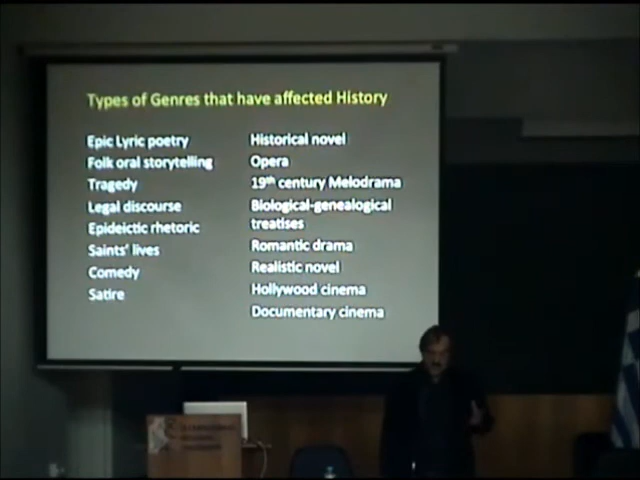 Types of Genres that have affected History
Epic Lyric poetry
Folk oral storytelling
Tragedy
Legal discourse
Epideictic rhetoric
Saints' lives
Comedy
Satire
Historical novel
Opera
19th century Melodrama
Biological-genealogical
treatises
Romantic drama
Realistic novel
Hollywood cinema
Documentary cinema